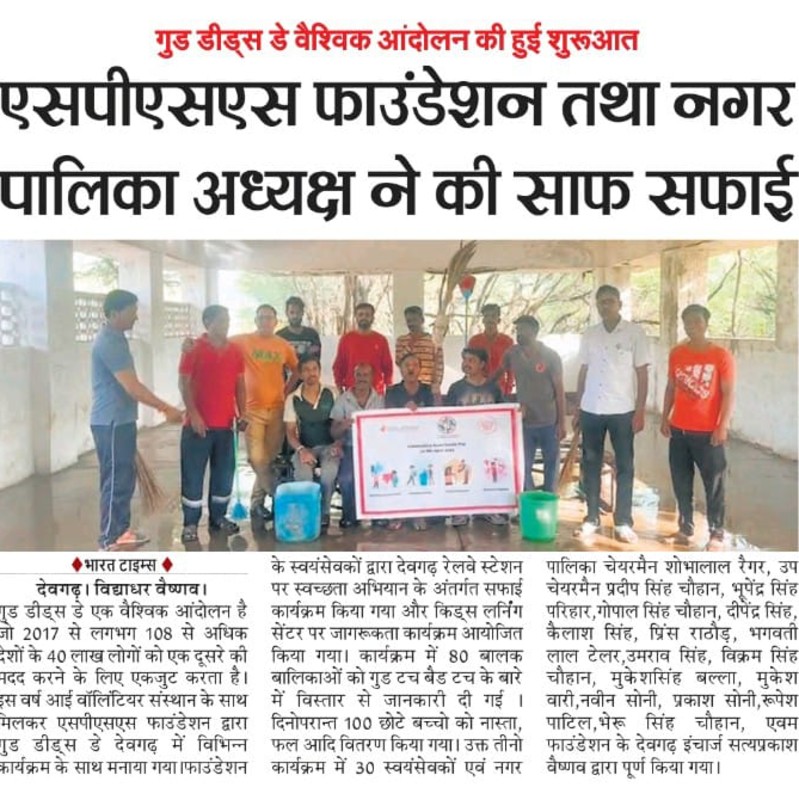 गुड डीड्स डे वैश्विक आंदोलन की हुई शुरूआत
एसपीएसएस फाउंडेशन तथा नगर
पालिका अध्यक्ष ने की साफ सफाई
भारत टाइम्स
देवगढ़। विद्याधर वैष्णव।
गुड डीड्स डे एक वैश्विक आंदोलन है
जो 2017 से लगभग 108 से अधिक
देशों के 40 लाख लोगों को एक दूसरे की
मदद करने के लिए एकजुट करता है।
इस वर्ष आई वॉलिंटियर संस्थान के साथ
मिलकर एसपीएसएस फाउंडेशन द्वारा
गुड डीड्स डे देवगढ़ में विभिन्न
कार्यक्रम के साथ मनाया गया।फाउंडेशन
के स्वयंसेवकों द्वारा देवगढ़ रेलवे स्टेशन
पर स्वच्छता अभियान के अंतर्गत सफाई
कार्यक्रम किया गया और किड्स लर्निंग
सेंटर पर जागरूकता कार्यक्रम आयोजित
किया गया। कार्यक्रम में 80 बालक
बालिकाओं को गुड टच बैड टच के बारे
में विस्तार से जानकारी दी गई ।
दिनोपरान्त 100 छोटे बच्चो को नास्ता,
फल आदि वितरण किया गया। उक्त तीनो
कार्यक्रम में 30 स्वयंसेवकों एवं नगर
पालिका चेयरमैन शोभालाल रैगर, उप
चेयरमैन प्रदीप सिंह चौहान, भूपेंद्र सिंह
परिहार,गोपाल सिंह चौहान, दीपेंद्र सिंह,
कैलाश सिंह, प्रिंस राठौड़, भगवती
लाल टेलर,उमराव सिंह, विक्रम सिंह
चौहान, मुकेशसिंह बल्ला, मुकेश
वारी,नवीन सोनी, प्रकाश सोनी,रूपेश
पाटिल,भेरू सिंह चौहान, एवम
फाउंडेशन के देवगढ़ इंचार्ज सत्यप्रकाश
वैष्णव द्वारा पूर्ण किया गया।